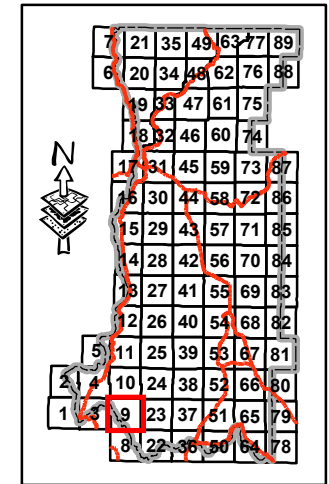 7 21 35 49 63 77 89
6 20 34 48 62 76 88
19 33 47 61 75
18 32 46 60 74
N
17 31 45 59 73 87
16 30 44 58 72 86
15 29 43 57 71 85
14 28 42 56 70 84
13 27 41 55 69 83
12 26 40 54 68 82
5 11 25 39 53 67 81
2 4 10 24 38 52 66 80
1 3 9 23 37 51 65 79
8 22 36 50 64 78